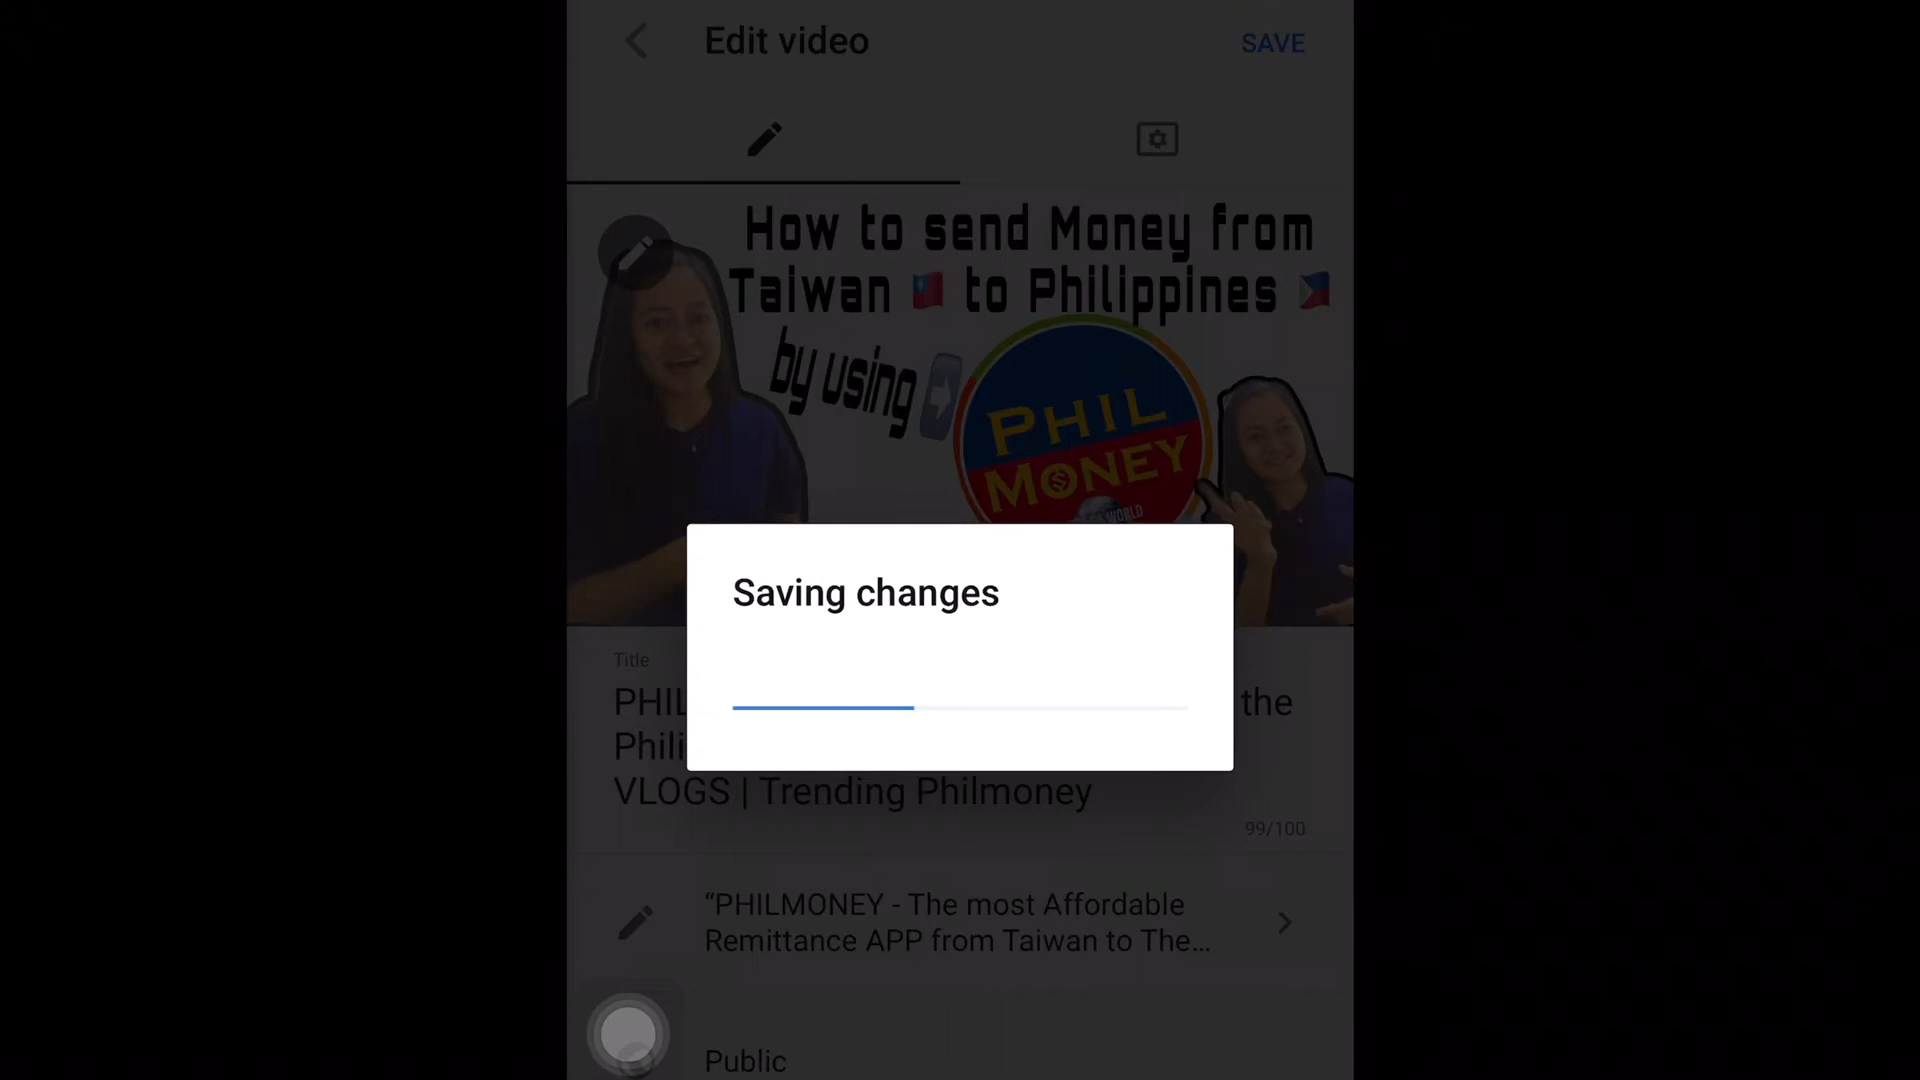 Edit video
SAVE
How to send Money from
Taiwan 🇹🇼 to Philippines 🇵🇭
by using ➡️
PHIL
MONEY
WORLD
Saving changes
Title
PHIL
the
Phili
VLOGS | Trending Philmoney
99/100
“PHILMONEY - The most Affordable
Remittance APP from Taiwan to The...
Public